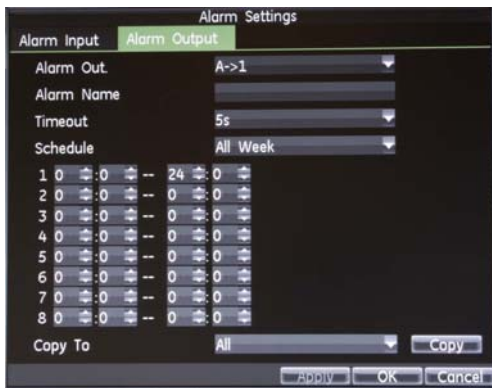 Alarm Settings
Alarm Input Alarm Output
Alarm Out. A->1
Alarm Name
Timeout 5s
Schedule All Week
1 0 :0 -- 24 :0
2 0 :0 -- 0 :0
3 0 :0 -- 0 :0
4 0 :0 -- 0 :0
5 0 :0 -- 0 :0
6 0 :0 -- 0 :0
7 0 :0 -- 0 :0
8 0 :0 -- 0 :0
Copy To All Copy
Apply OK Cancel